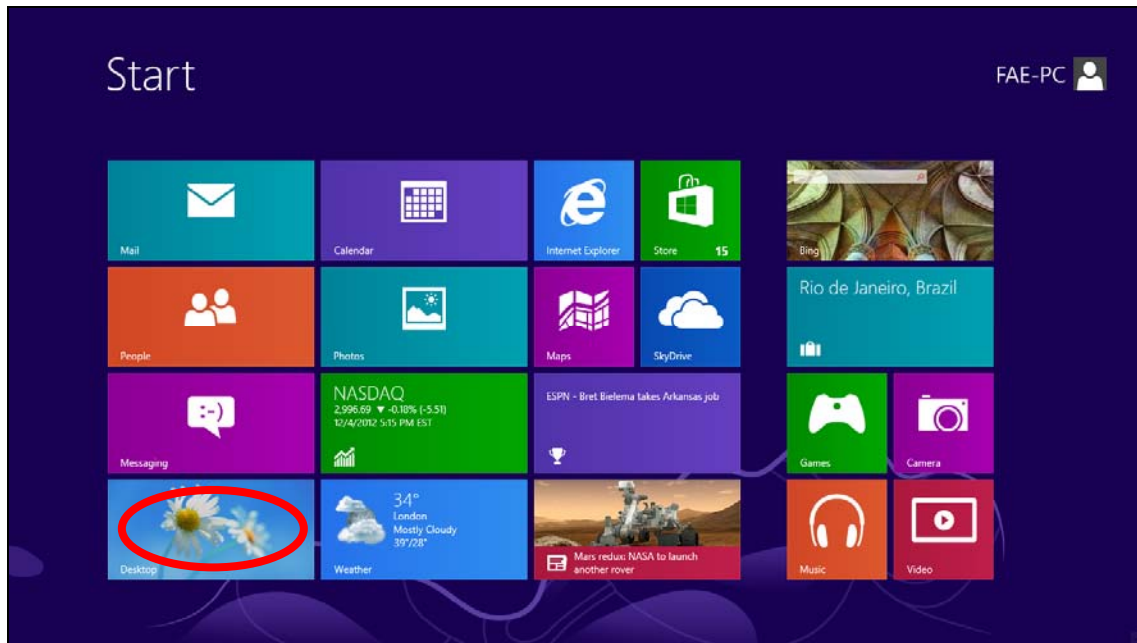 Start
FAE-PC
Mail
Calendar
Internet Explorer
Store 15
Bing
People
Photos
Maps
SkyDrive
Rio de Janeiro, Brazil
Messaging
NASDAQ
2,996.69 ▼ -0.18% (-5.51)
12/4/2012 5:15 PM EST
ESPN - Bret Bielema takes Arkansas job
Games
Camera
Desktop
34°
London
Mostly Cloudy
39°/28°
Weather
Mars redux: NASA to launch
another rover
Music
Video